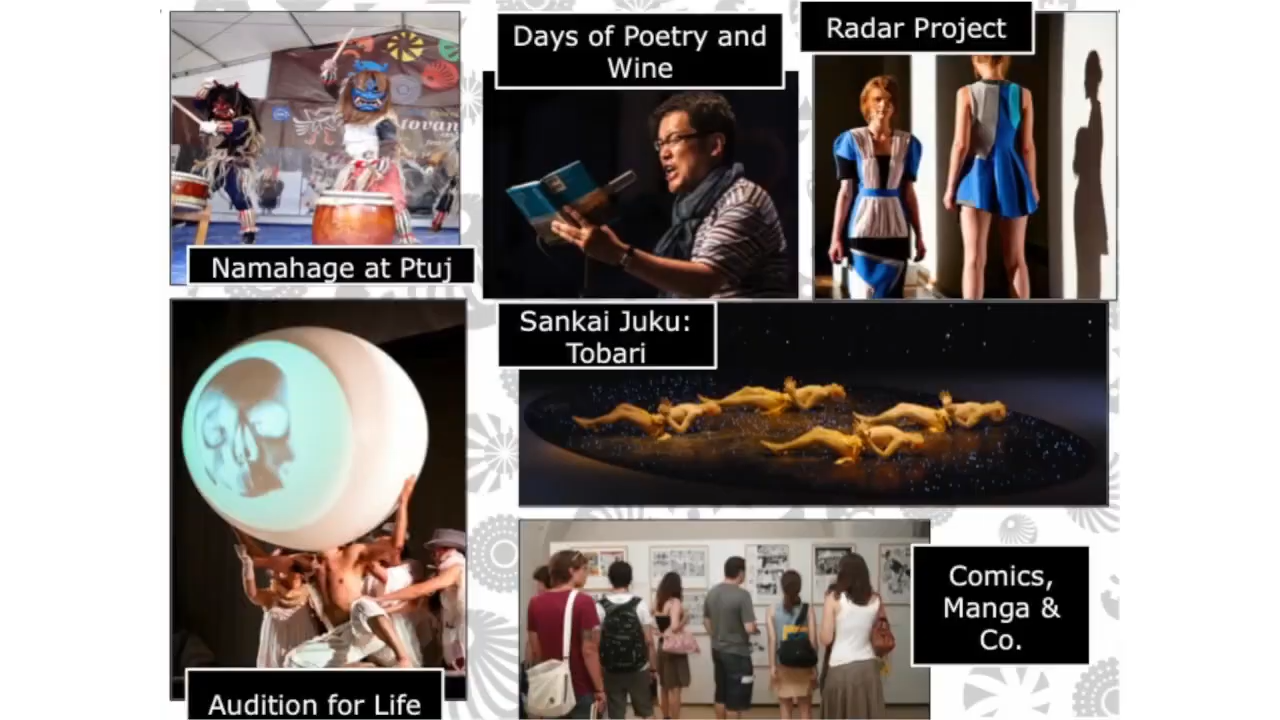 Days of Poetry and
Wine
Radar Project
tovan
Namahage at Ptuj
Sankai Juku:
Tobari
Comics,
Manga &
Co.
Audition for Life